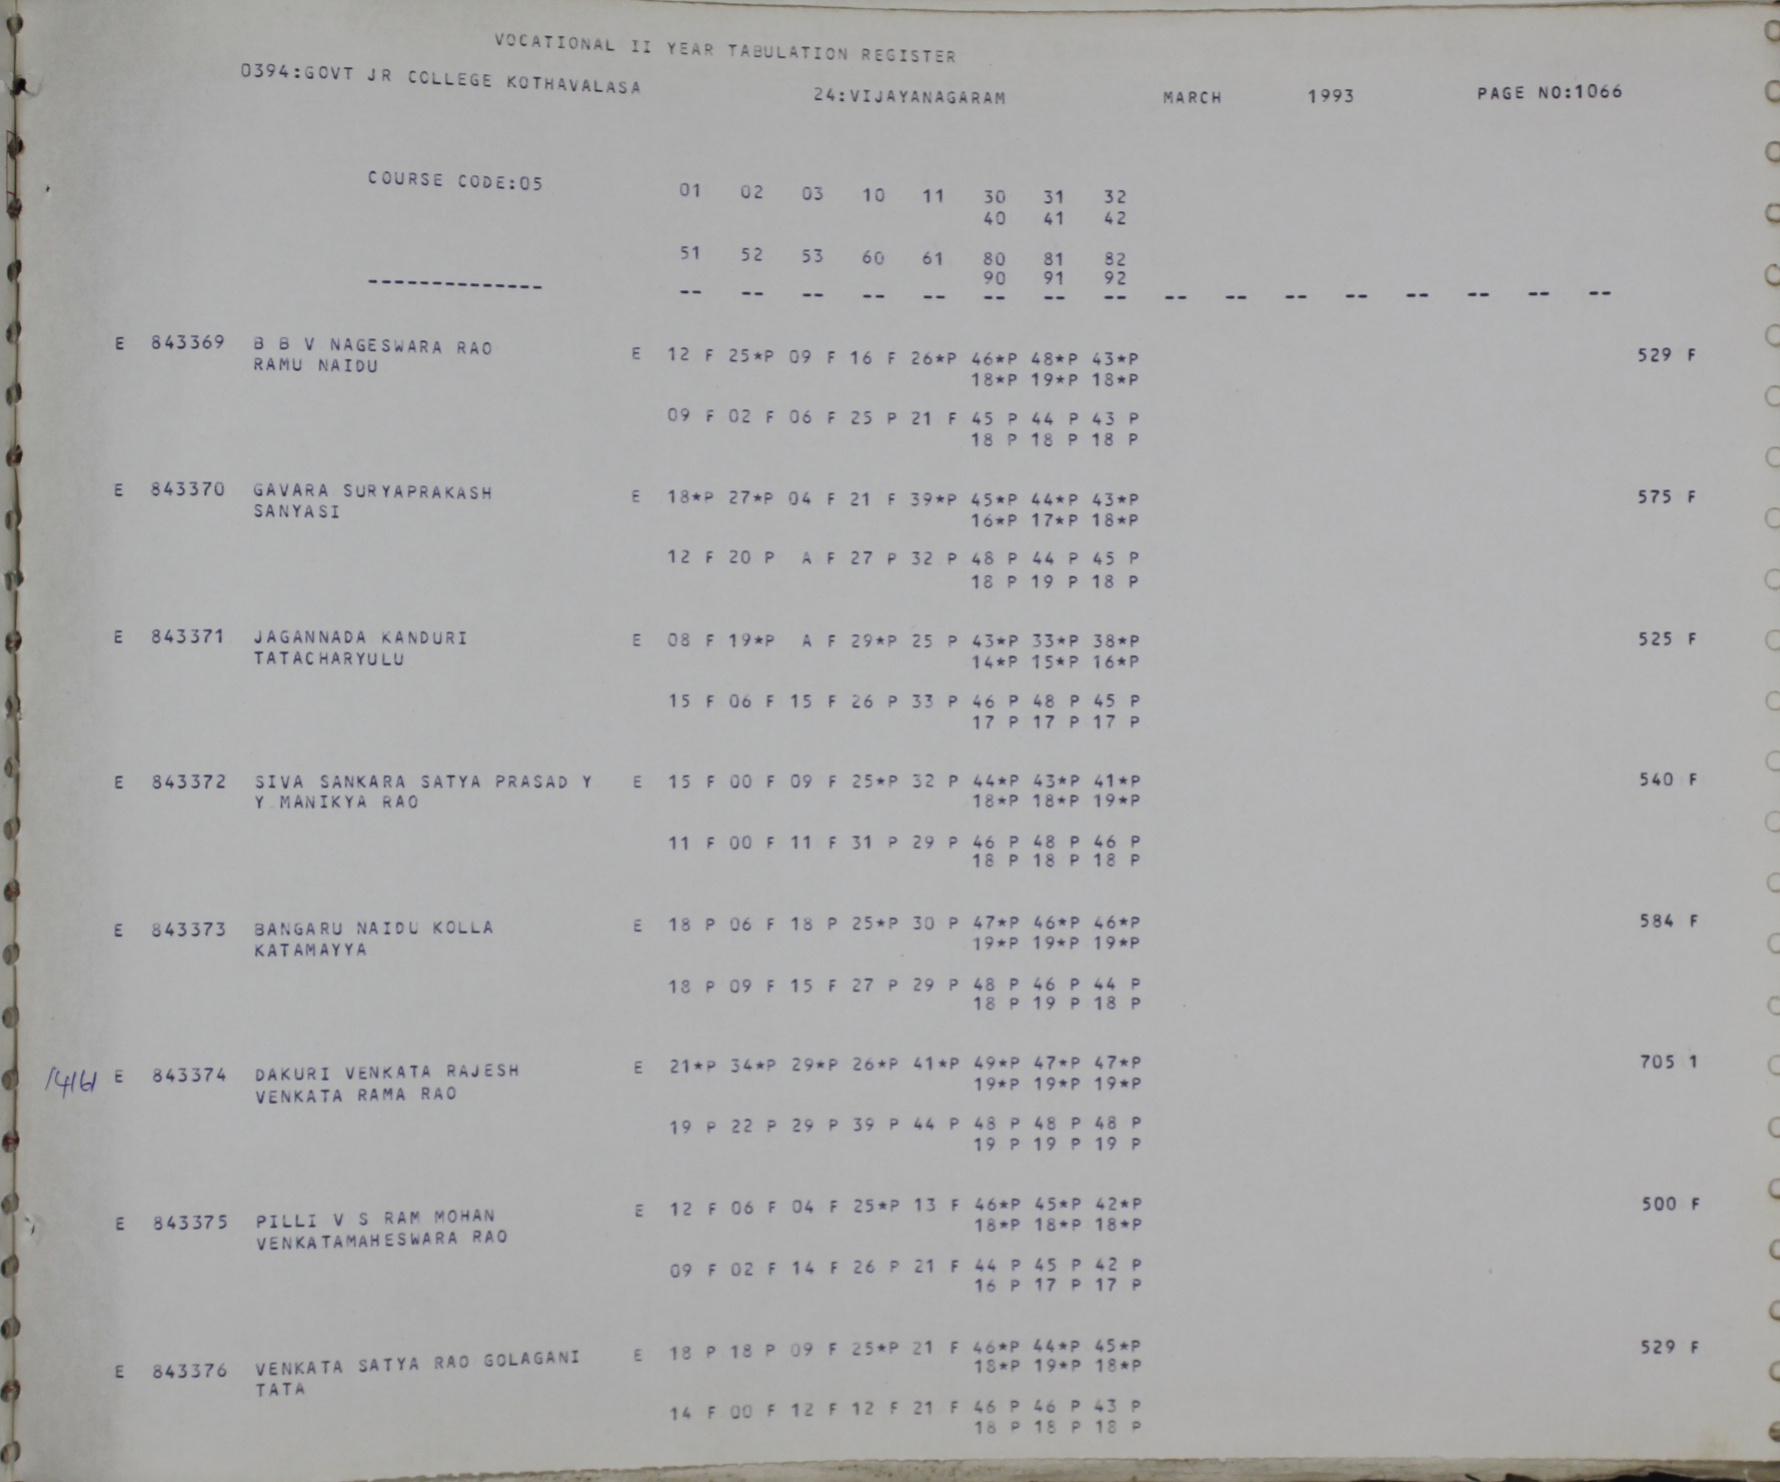 VOCATIONAL II YEAR TABULATION REGISTER
0394:GOVT JR COLLEGE KOTHAVALASA 24:VIJAYANAGARAM MARCH 1993 PAGE NO:1066
COURSE CODE:05 01 02 03 10 11 30 31 32
40 41 42
51 52 53 60 61 80 81 82
90 91 92
-------------- -- -- -- -- -- -- -- -- -- -- -- -- -- -- -- --
E 843369 B B V NAGESWARA RAO E 12 F 25*P 09 F 16 F 26*P 46*P 48*P 43*P 529 F
RAMU NAIDU 18*P 19*P 18*P
09 F 02 F 06 F 25 P 21 F 45 P 44 P 43 P
18 P 18 P 18 P
E 843370 GAVARA SURYAPRAKASH E 18*P 27*P 04 F 21 F 39*P 45*P 44*P 43*P 575 F
SANYASI 16*P 17*P 18*P
12 F 20 P A F 27 P 32 P 48 P 44 P 45 P
18 P 19 P 18 P
E 843371 JAGANNADA KANDURI E 08 F 19*P A F 29*P 25 P 43*P 33*P 38*P 525 F
TATACHARYULU 14*P 15*P 16*P
15 F 06 F 15 F 26 P 33 P 46 P 48 P 45 P
17 P 17 P 17 P
E 843372 SIVA SANKARA SATYA PRASAD Y E 15 F 00 F 09 F 25*P 32 P 44*P 43*P 41*P 540 F
Y MANIKYA RAO 18*P 18*P 19*P
11 F 00 F 11 F 31 P 29 P 46 P 48 P 46 P
18 P 18 P 18 P
E 843373 BANGARU NAIDU KOLLA E 18 P 06 F 18 P 25*P 30 P 47*P 46*P 46*P 584 F
KATAMAYYA 19*P 19*P 19*P
18 P 09 F 15 F 27 P 29 P 48 P 46 P 44 P
18 P 19 P 18 P
E 843374 DAKURI VENKATA RAJESH E 21*P 34*P 29*P 26*P 41*P 49*P 47*P 47*P 705 1
VENKATA RAMA RAO 19*P 19*P 19*P
19 P 22 P 29 P 39 P 44 P 48 P 48 P 48 P
19 P 19 P 19 P
E 843375 PILLI V S RAM MOHAN E 12 F 06 F 04 F 25*P 13 F 46*P 45*P 42*P 500 F
VENKATAMAHESWARA RAO 18*P 18*P 18*P
09 F 02 F 14 F 26 P 21 F 44 P 45 P 42 P
16 P 17 P 17 P
E 843376 VENKATA SATYA RAO GOLAGANI E 18 P 18 P 09 F 25*P 21 F 46*P 44*P 45*P 529 F
TATA 18*P 19*P 18*P
14 F 00 F 12 F 12 F 21 F 46 P 46 P 43 P
18 P 18 P 18 P